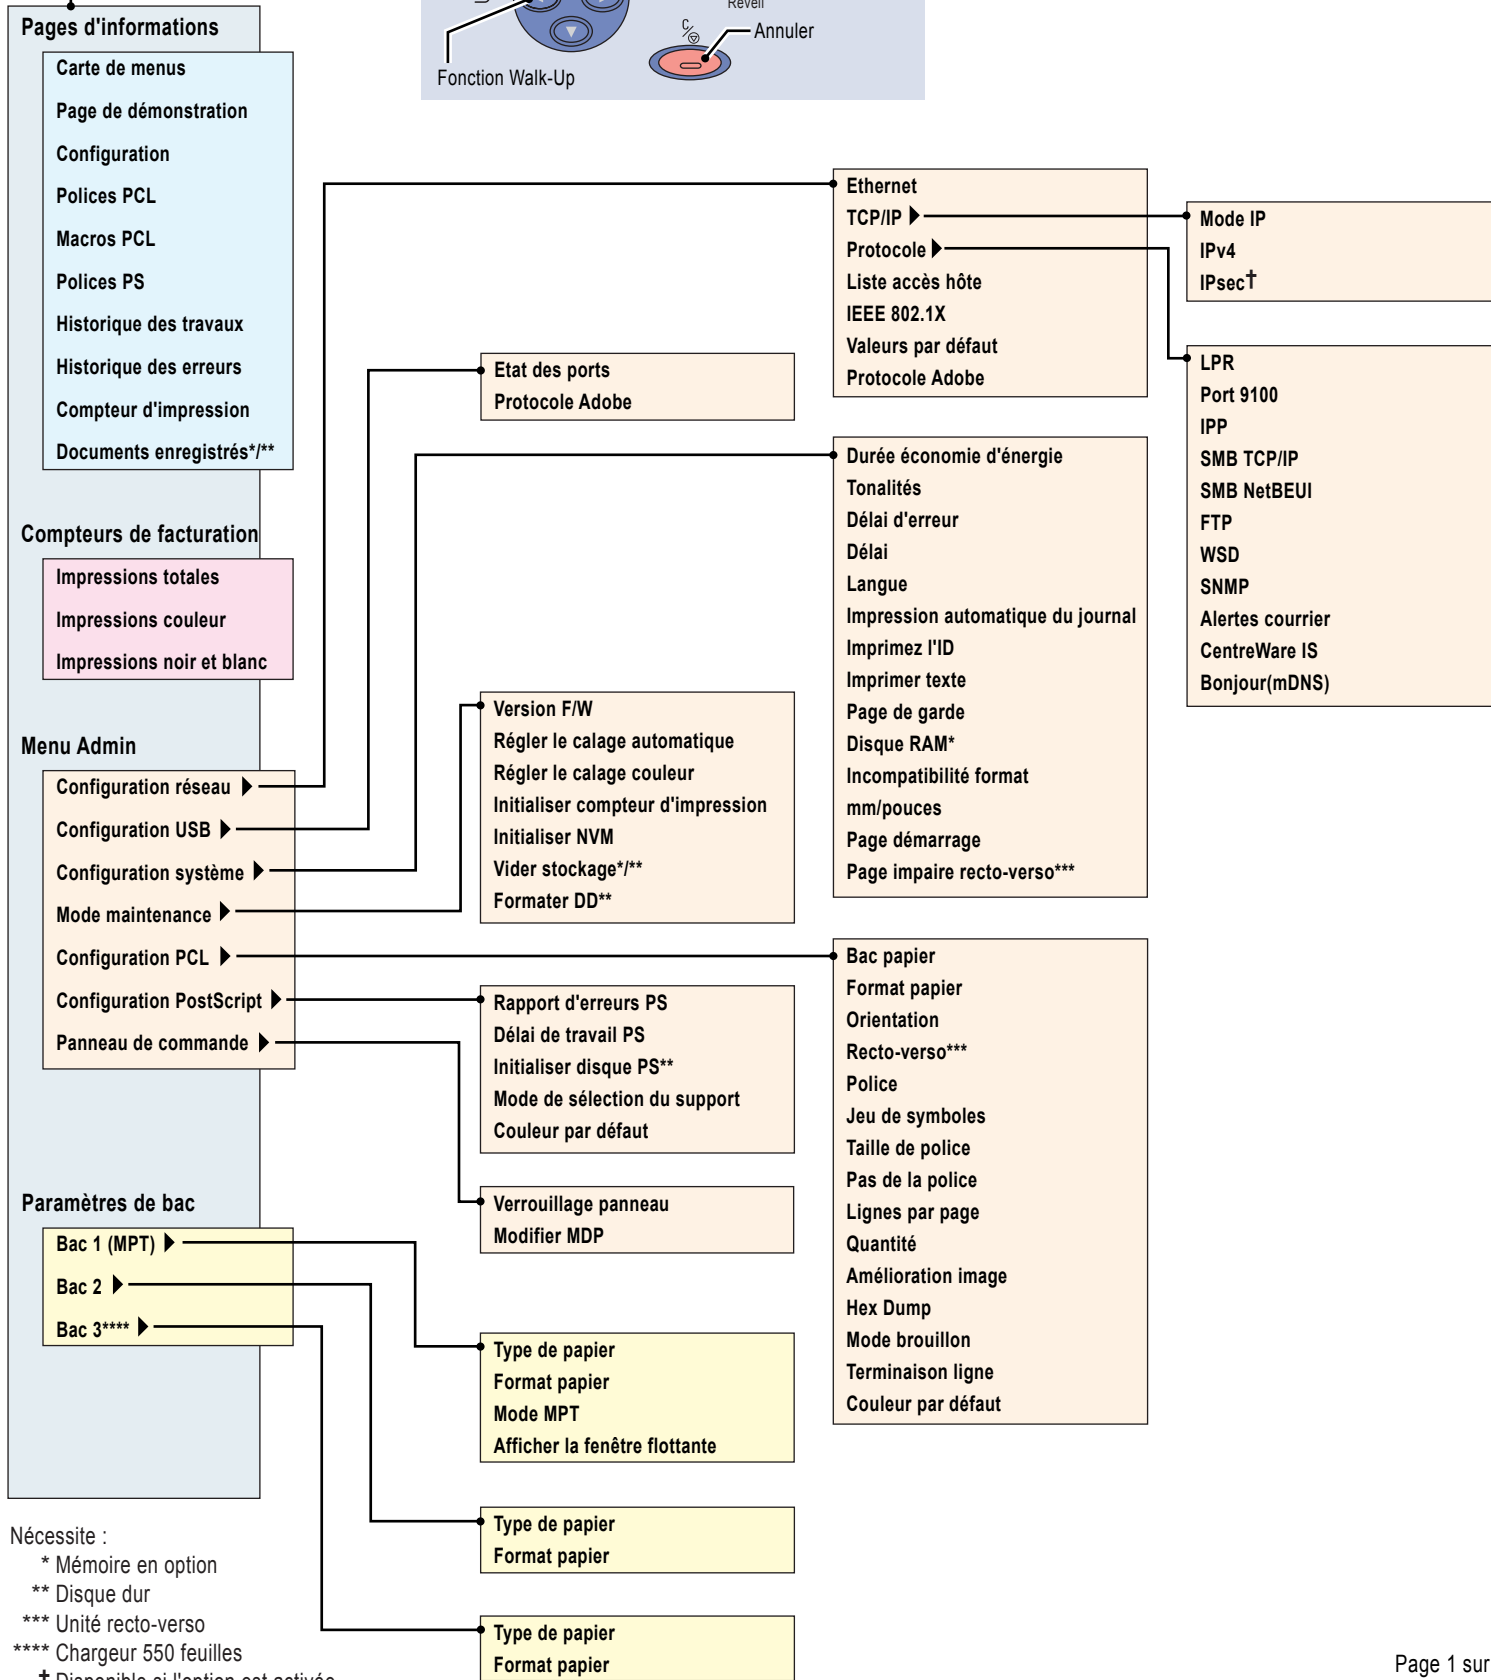 Réveil
Annuler
C/
Fonction Walk-Up
Pages d'informations
Carte de menus
Page de démonstration
Configuration
Polices PCL
Macros PCL
Polices PS
Historique des travaux
Historique des erreurs
Compteur d'impression
Documents enregistrés*/**
Compteurs de facturation
Impressions totales
Impressions couleur
Impressions noir et blanc
Menu Admin
Configuration réseau
Configuration USB
Configuration système
Mode maintenance
Configuration PCL
Configuration PostScript
Panneau de commande
Paramètres de bac
Bac 1 (MPT)
Bac 2
Bac 3****
Etat des ports
Protocole Adobe
Version F/W
Régler le calage automatique
Régler le calage couleur
Initialiser compteur d'impression
Initialiser NVM
Vider stockage*/**
Formater DD**
Rapport d'erreurs PS
Délai de travail PS
Initialiser disque PS**
Mode de sélection du support
Couleur par défaut
Verrouillage panneau
Modifier MDP
Type de papier
Format papier
Mode MPT
Afficher la fenêtre flottante
Type de papier
Format papier
Type de papier
Format papier
Ethernet
TCP/IP
Protocole
Liste accès hôte
IEEE 802.1X
Valeurs par défaut
Protocole Adobe
Durée économie d'énergie
Tonalités
Délai d'erreur
Délai
Langue
Impression automatique du journal
Imprimez l'ID
Imprimer texte
Page de garde
Disque RAM*
Incompatibilité format
mm/pouces
Page démarrage
Page impaire recto-verso***
Bac papier
Format papier
Orientation
Recto-verso***
Police
Jeu de symboles
Taille de police
Pas de la police
Lignes par page
Quantité
Amélioration image
Hex Dump
Mode brouillon
Terminaison ligne
Couleur par défaut
Mode IP
IPv4
IPsec†
LPR
Port 9100
IPP
SMB TCP/IP
SMB NetBEUI
FTP
WSD
SNMP
Alertes courrier
CentreWare IS
Bonjour(mDNS)
Nécessite :
* Mémoire en option
** Disque dur
*** Unité recto-verso
**** Chargeur 550 feuilles
† Disponible si l'option est activée
Page 1 sur